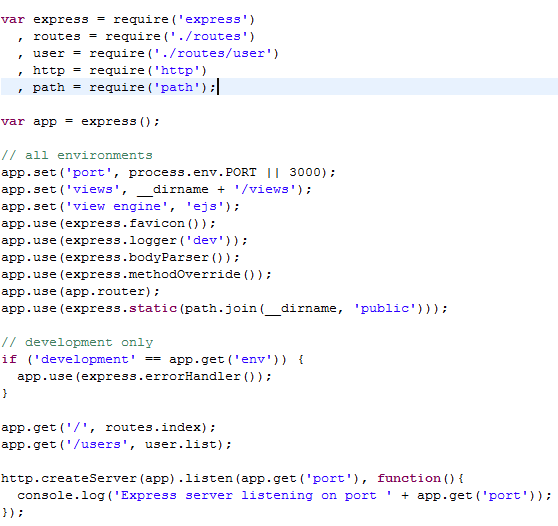 var express = require('express')
  , routes = require('./routes')
  , user = require('./routes/user')
  , http = require('http')
  , path = require('path');

var app = express();

// all environments
app.set('port', process.env.PORT || 3000);
app.set('views', __dirname + '/views');
app.set('view engine', 'ejs');
app.use(express.favicon());
app.use(express.logger('dev'));
app.use(express.bodyParser());
app.use(express.methodOverride());
app.use(app.router);
app.use(express.static(path.join(__dirname, 'public')));

// development only
if ('development' == app.get('env')) {
  app.use(express.errorHandler());
}

app.get('/', routes.index);
app.get('/users', user.list);

http.createServer(app).listen(app.get('port'), function(){
  console.log('Express server listening on port ' + app.get('port'));
});